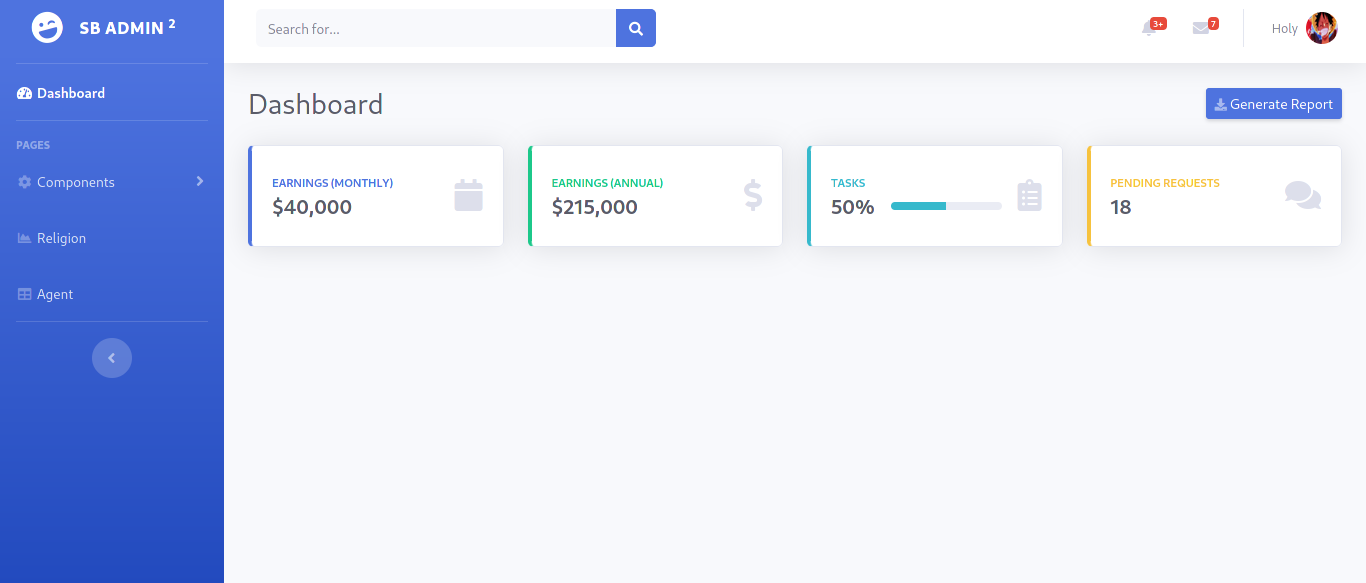 SB ADMIN 2
Search for...
3+
7
Holy
Dashboard
PAGES
Components
Religion
Agent
Dashboard
Generate Report
EARNINGS (MONTHLY)
$40,000
EARNINGS (ANNUAL)
$215,000
TASKS
50%
PENDING REQUESTS
18